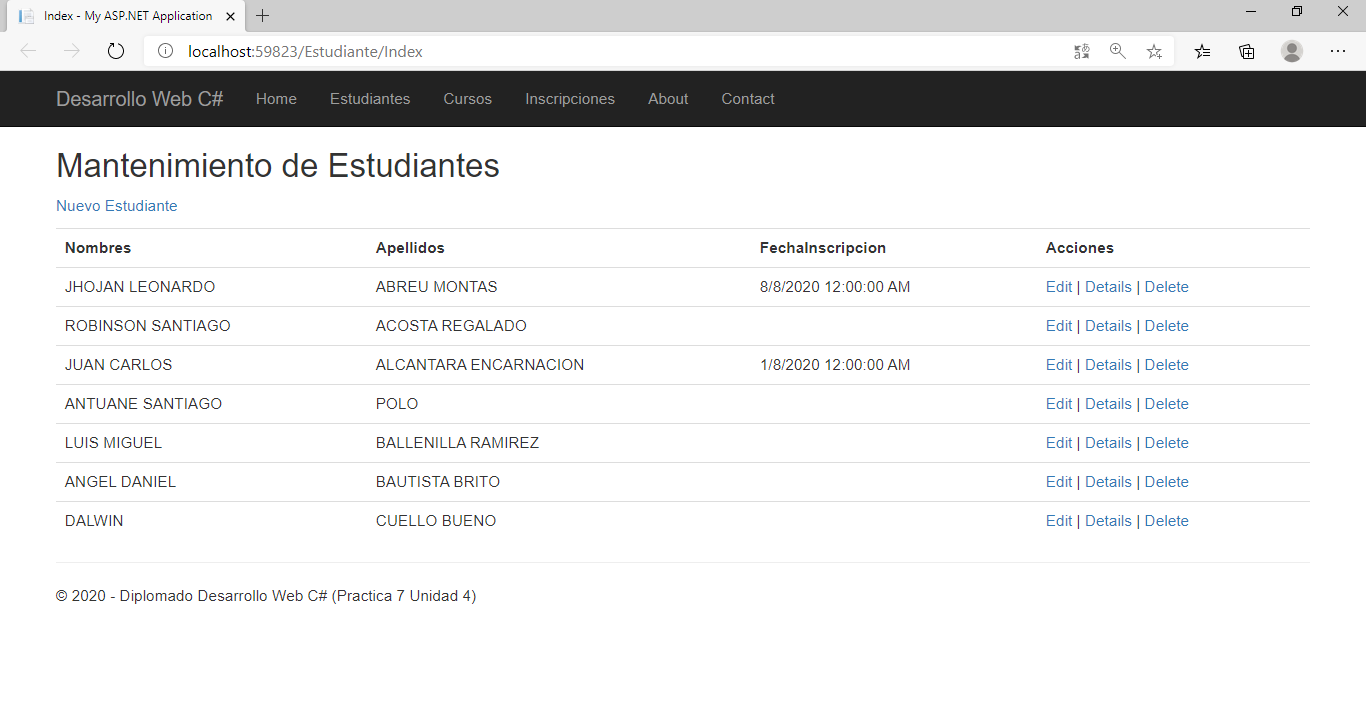 Index - My ASP.NET Application
localhost:59823/Estudiante/Index
Desarrollo Web C# Home Estudiantes Cursos Inscripciones About Contact
Mantenimiento de Estudiantes
Nuevo Estudiante
Nombres Apellidos FechaInscripcion Acciones
JHOJAN LEONARDO ABREU MONTAS 8/8/2020 12:00:00 AM Edit | Details | Delete
ROBINSON SANTIAGO ACOSTA REGALADO Edit | Details | Delete
JUAN CARLOS ALCANTARA ENCARNACION 1/8/2020 12:00:00 AM Edit | Details | Delete
ANTUANE SANTIAGO POLO Edit | Details | Delete
LUIS MIGUEL BALLENILLA RAMIREZ Edit | Details | Delete
ANGEL DANIEL BAUTISTA BRITO Edit | Details | Delete
DALWIN CUELLO BUENO Edit | Details | Delete
© 2020 - Diplomado Desarrollo Web C# (Practica 7 Unidad 4)